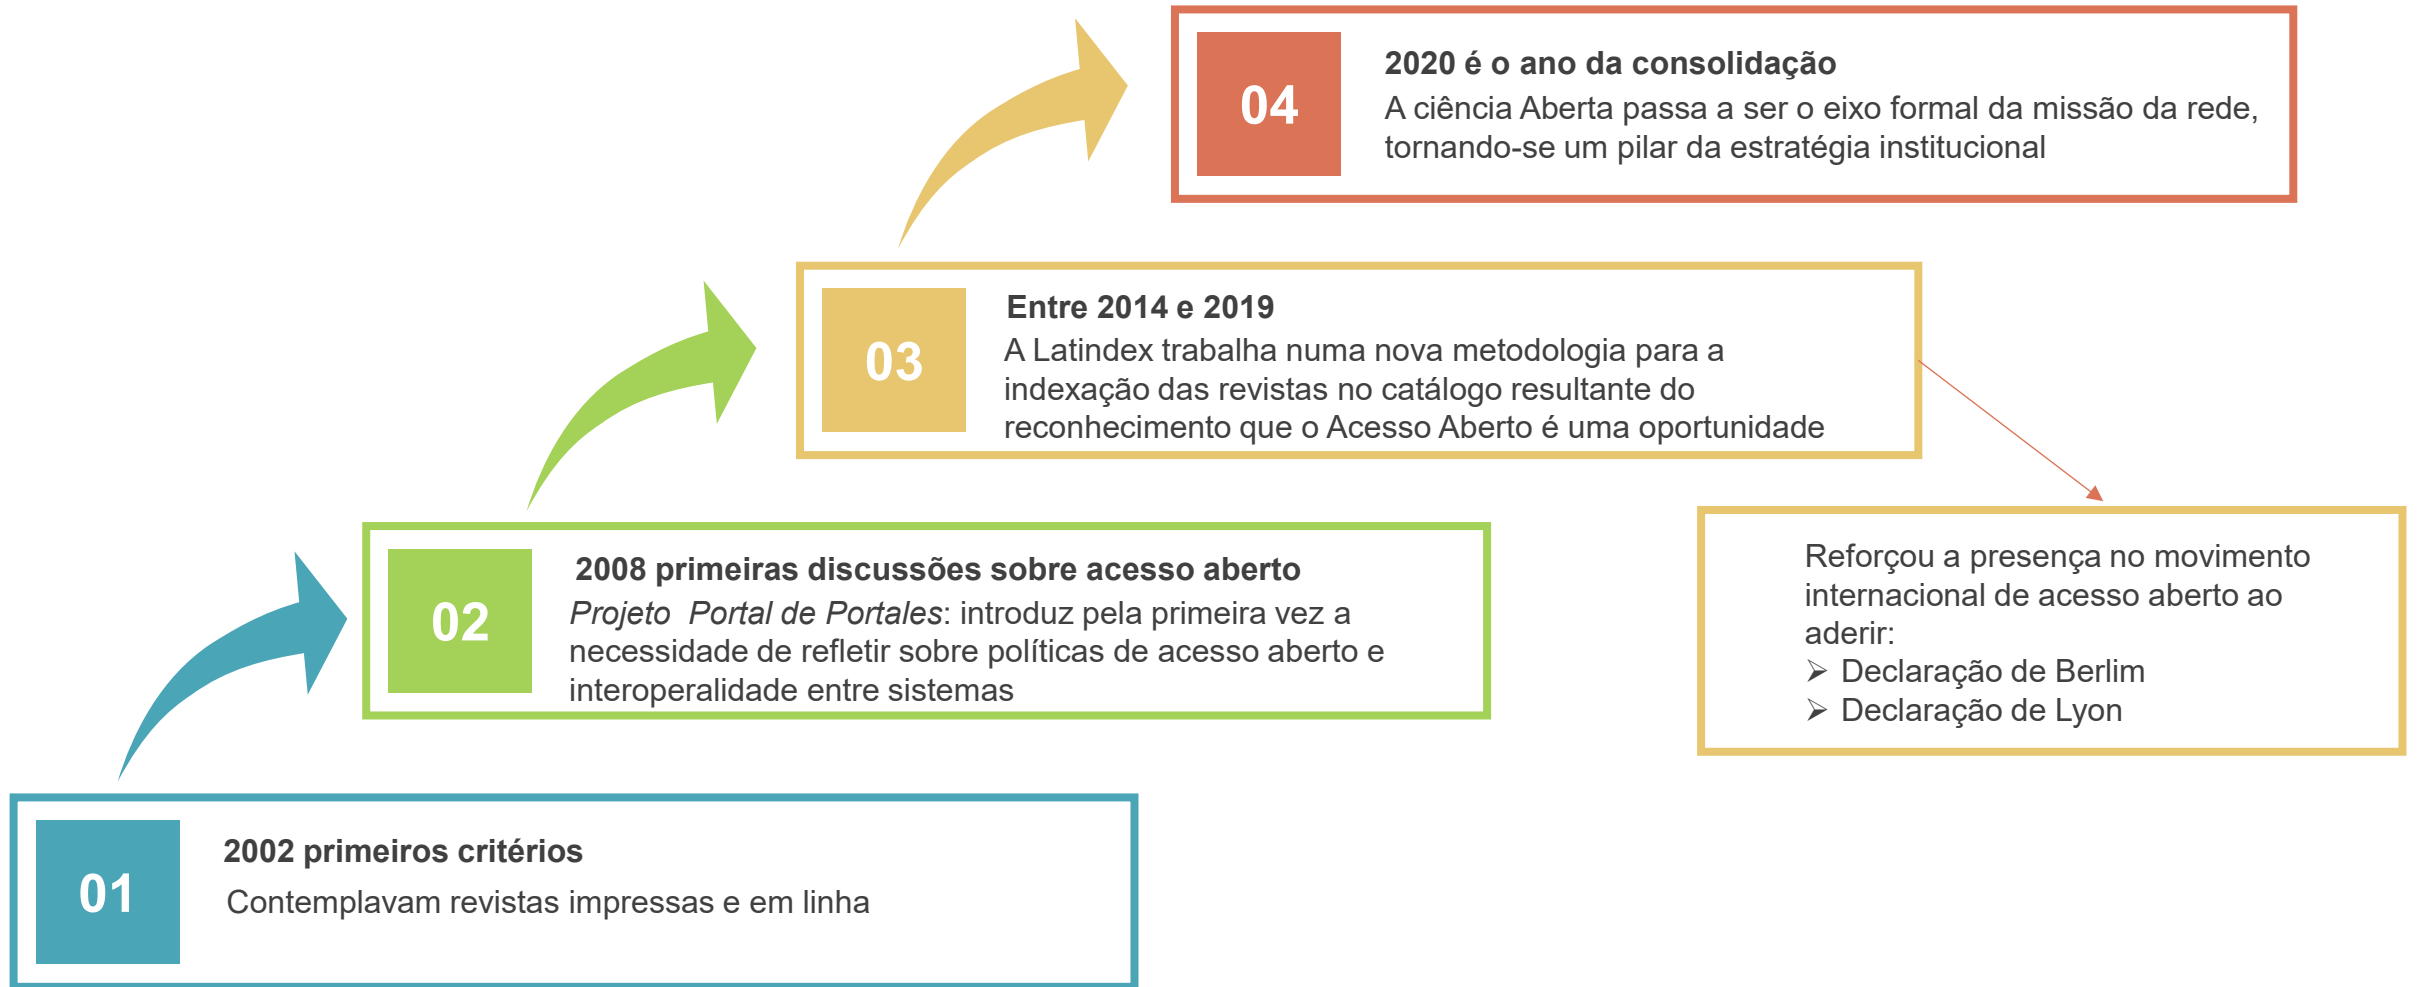 04
2020 é o ano da consolidação
A ciência Aberta passa a ser o eixo formal da missão da rede,
tornando-se um pilar da estratégia institucional
03
Entre 2014 e 2019
A Latindex trabalha numa nova metodologia para a
indexação das revistas no catálogo resultante do
reconhecimento que o Acesso Aberto é uma oportunidade
Reforçou a presença no movimento
internacional de acesso aberto ao
aderir:
➢ Declaração de Berlim
➢ Declaração de Lyon
02
2008 primeiras discussões sobre acesso aberto
Projeto Portal de Portales: introduz pela primeira vez a
necessidade de refletir sobre políticas de acesso aberto e
interoperalidade entre sistemas
01
2002 primeiros critérios
Contemplavam revistas impressas e em linha